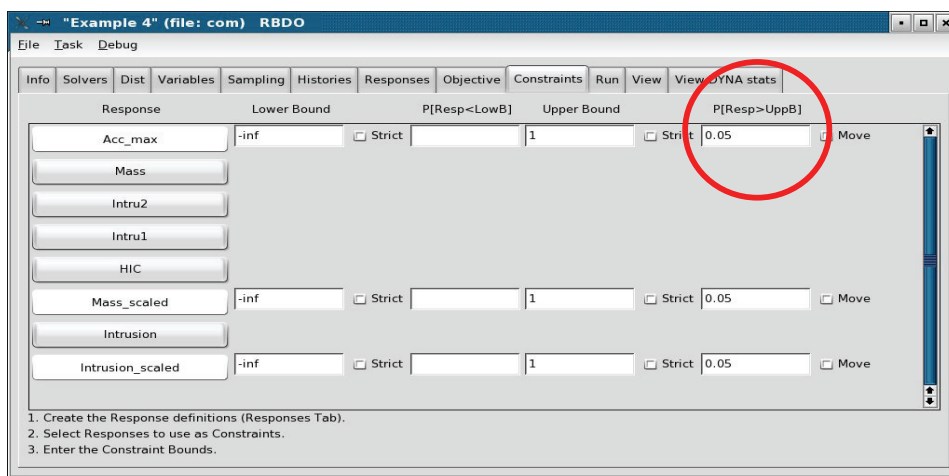 "Example 4" (file: com) RBDO
File Task Debug
Info Solvers Dist Variables Sampling Histories Responses Objective Constraints Run View View DYNA stats
Response Lower Bound P[Resp<LowB] Upper Bound P[Resp>UppB]
Acc_max -inf Strict 1 Strict 0.05 Move
Mass
Intru2
Intru1
HIC
Mass_scaled -inf Strict 1 Strict 0.05 Move
Intrusion
Intrusion_scaled -inf Strict 1 Strict 0.05 Move
1. Create the Response definitions (Responses Tab).
2. Select Responses to use as Constraints.
3. Enter the Constraint Bounds.